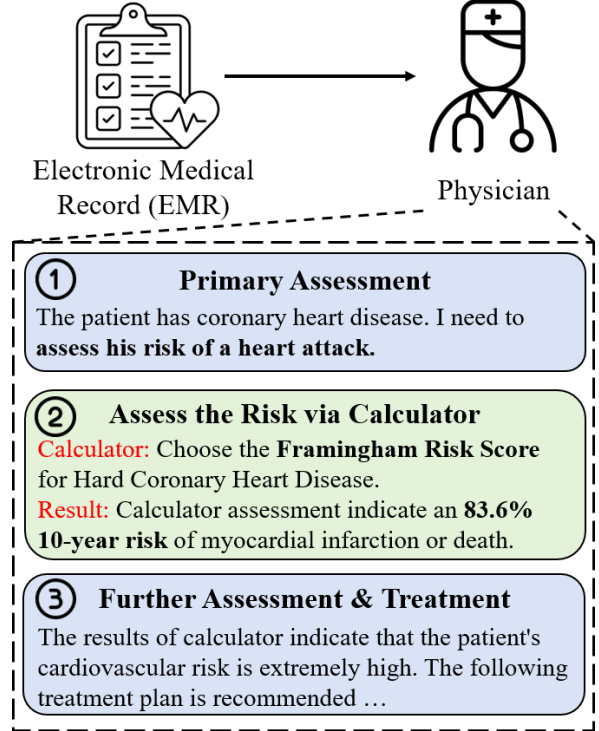 Electronic Medical
Record (EMR)
Physician
① Primary Assessment
The patient has coronary heart disease. I need to
assess his risk of a heart attack.
② Assess the Risk via Calculator
Calculator: Choose the Framingham Risk Score
for Hard Coronary Heart Disease.
Result: Calculator assessment indicate an 83.6%
10-year risk of myocardial infarction or death.
③ Further Assessment & Treatment
The results of calculator indicate that the patient's
cardiovascular risk is extremely high. The following
treatment plan is recommended …